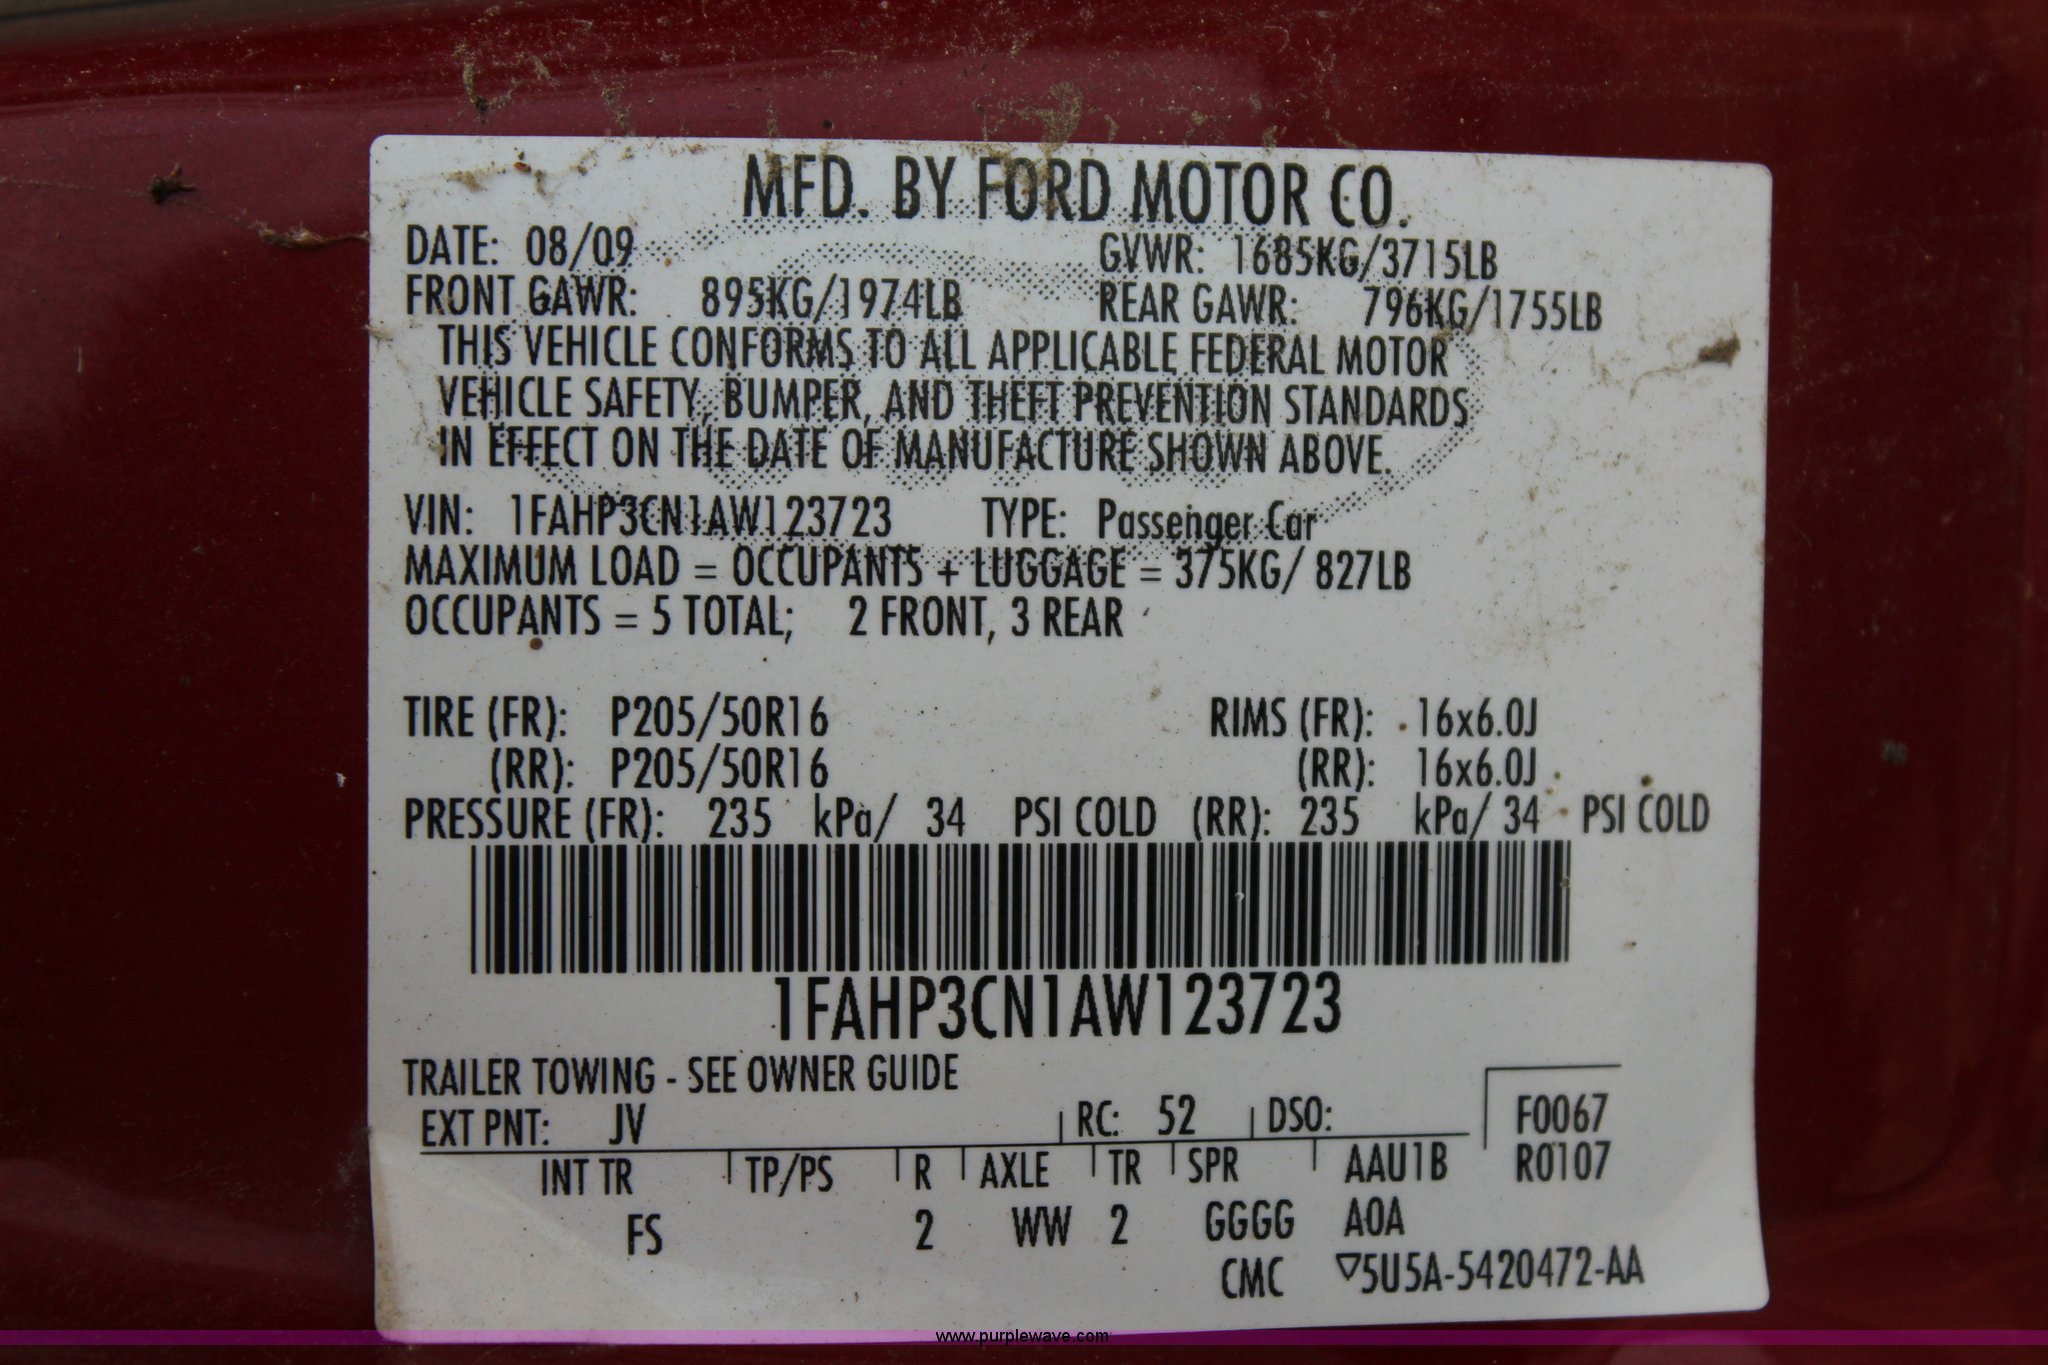 MFD. BY FORD MOTOR CO.
DATE: 08/09 GVWR: 1685KG/3715LB
FRONT GAWR: 895KG/1974LB REAR GAWR: 796KG/1755LB
THIS VEHICLE CONFORMS TO ALL APPLICABLE FEDERAL MOTOR
VEHICLE SAFETY, BUMPER, AND THEFT PREVENTION STANDARDS
IN EFFECT ON THE DATE OF MANUFACTURE SHOWN ABOVE.
VIN: 1FAHP3CN1AW123723 TYPE: Passenger Car
MAXIMUM LOAD = OCCUPANTS + LUGGAGE = 375KG/ 827LB
OCCUPANTS = 5 TOTAL; 2 FRONT, 3 REAR
TIRE (FR): P205/50R16 RIMS (FR): 16x6.0J
(RR): P205/50R16 (RR): 16x6.0J
PRESSURE (FR): 235 kPa/ 34 PSI COLD (RR): 235 kPa/ 34 PSI COLD
1FAHP3CN1AW123723
TRAILER TOWING - SEE OWNER GUIDE
EXT PNT: JV RC: 52 DSO: F0067
INT TR TP/PS R AXLE TR SPR AAU1B R0107
FS 2 WW 2 GGGG A0A
CMC ▽5U5A-5420472-AA
www.purplewave.com